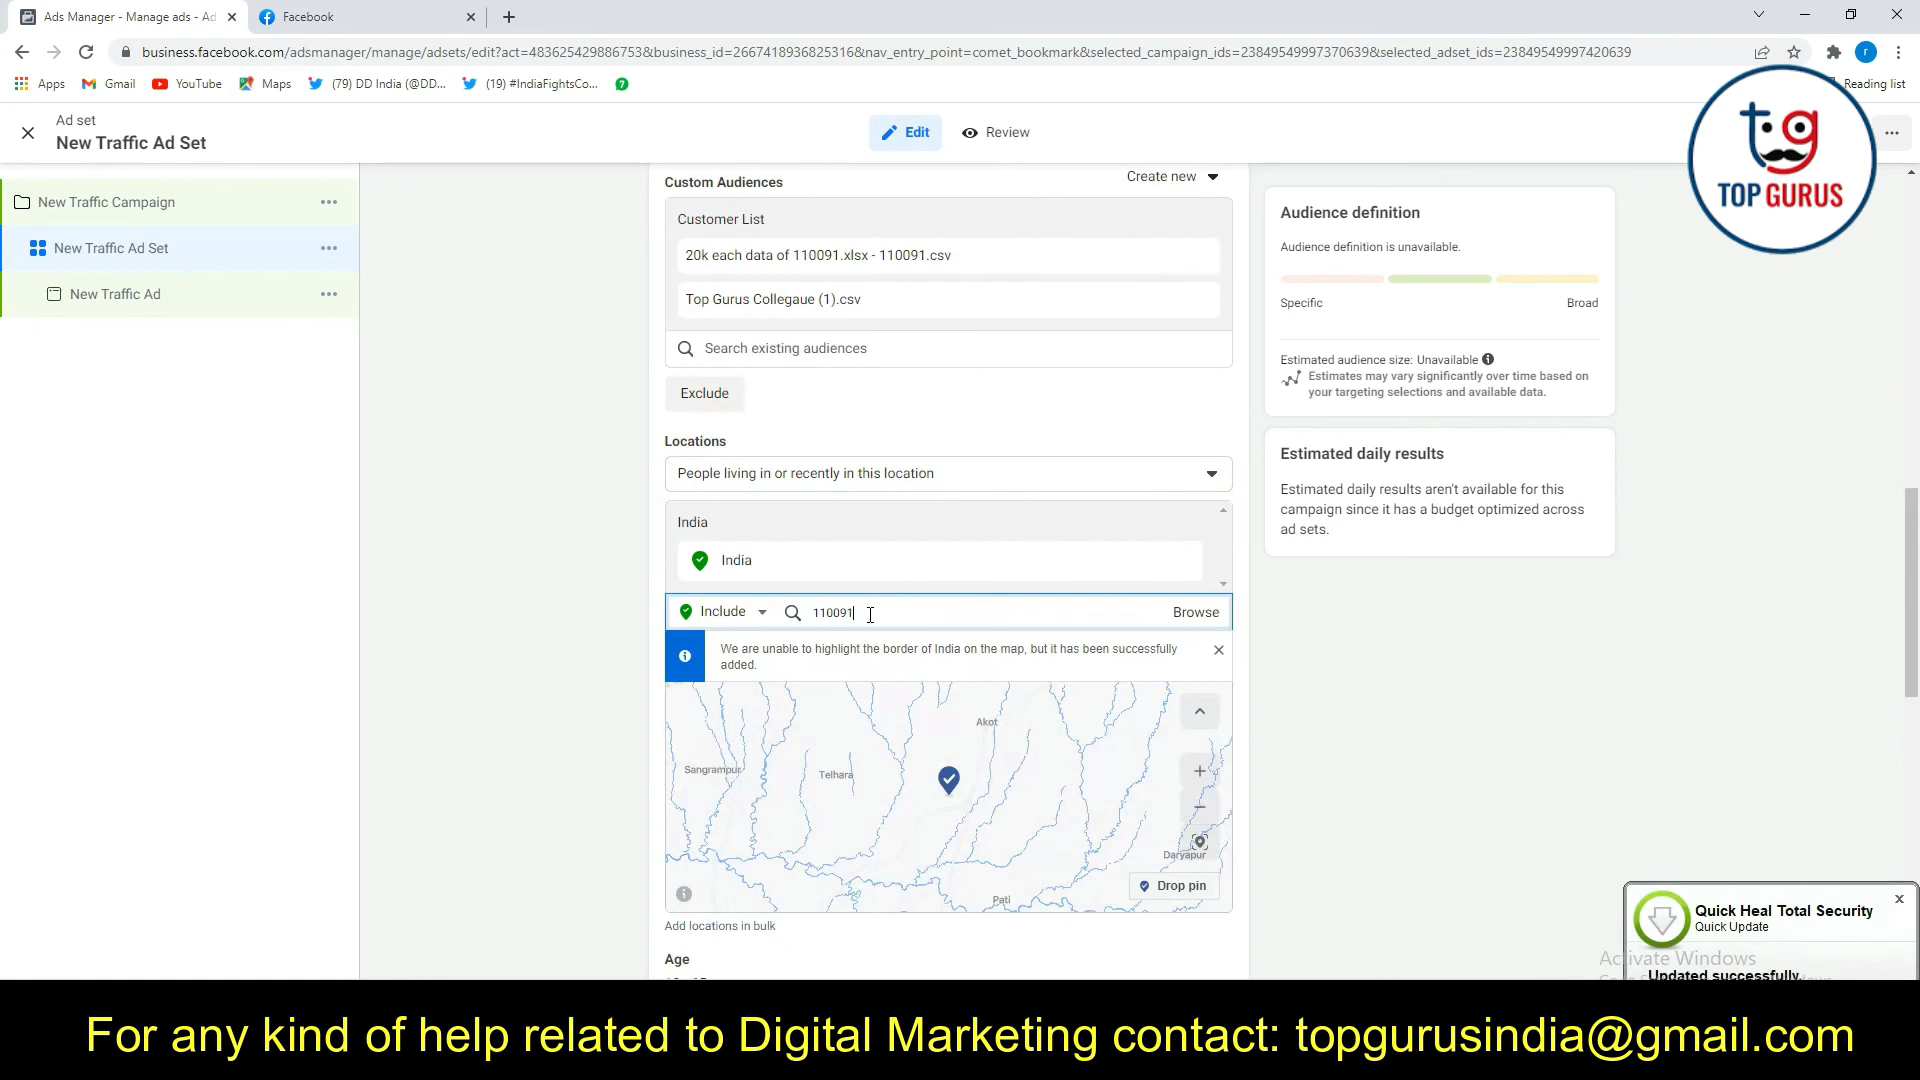 Ads Manager - Manage ads - Ad
Facebook
business.facebook.com/adsmanager/manage/adsets/edit?act=483625429886753&business_id=2667418936825316&nav_entry_point=comet_bookmark&selected_campaign_ids=23849549997370639&selected_adset_ids=23849549997420639
Apps
Gmail
YouTube
Maps
(79) DD India (@DD...
(19) #IndiaFightsCo...
Reading list
Ad set
New Traffic Ad Set
Edit
Review
tg
TOP GURUS
New Traffic Campaign
New Traffic Ad Set
New Traffic Ad
Custom Audiences
Create new
Customer List
20k each data of 110091.xlsx - 110091.csv
Top Gurus Collegaue (1).csv
Search existing audiences
Exclude
Locations
People living in or recently in this location
India
India
Include
110091
Browse
We are unable to highlight the border of India on the map, but it has been successfully
added.
Akot
Sangrampur
Telhara
Daryapur
Pati
Drop pin
Add locations in bulk
Age
Audience definition
Audience definition is unavailable.
Specific
Broad
Estimated audience size: Unavailable
Estimates may vary significantly over time based on
your targeting selections and available data.
Estimated daily results
Estimated daily results aren't available for this
campaign since it has a budget optimized across
ad sets.
Quick Heal Total Security
Quick Update
Activate Windows
Updated successfully.
For any kind of help related to Digital Marketing contact: topgurusindia@gmail.com